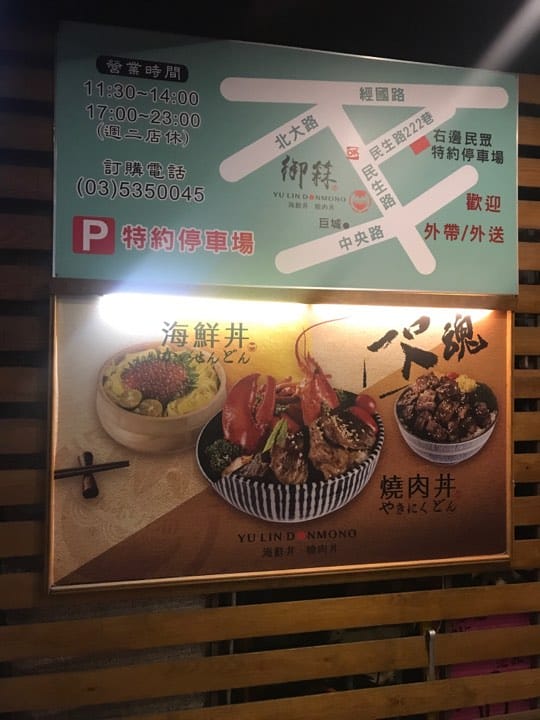 營業時間
11:30~14:00
17:00~23:00
(週二店休)
訂購電話
(03)5350045
P 特約停車場
經國路
北大路
民生路222巷
民生路
中央路
OK
右邊民眾
特約停車場
御
YU LIN DONMONO
海鮮丼 燒肉丼
巨城
歡迎
外帶/外送
海鮮丼
かいせんどん
一丼入魂
燒肉丼
やきにくどん
YU LIN DONMONO
海鮮丼 燒肉丼